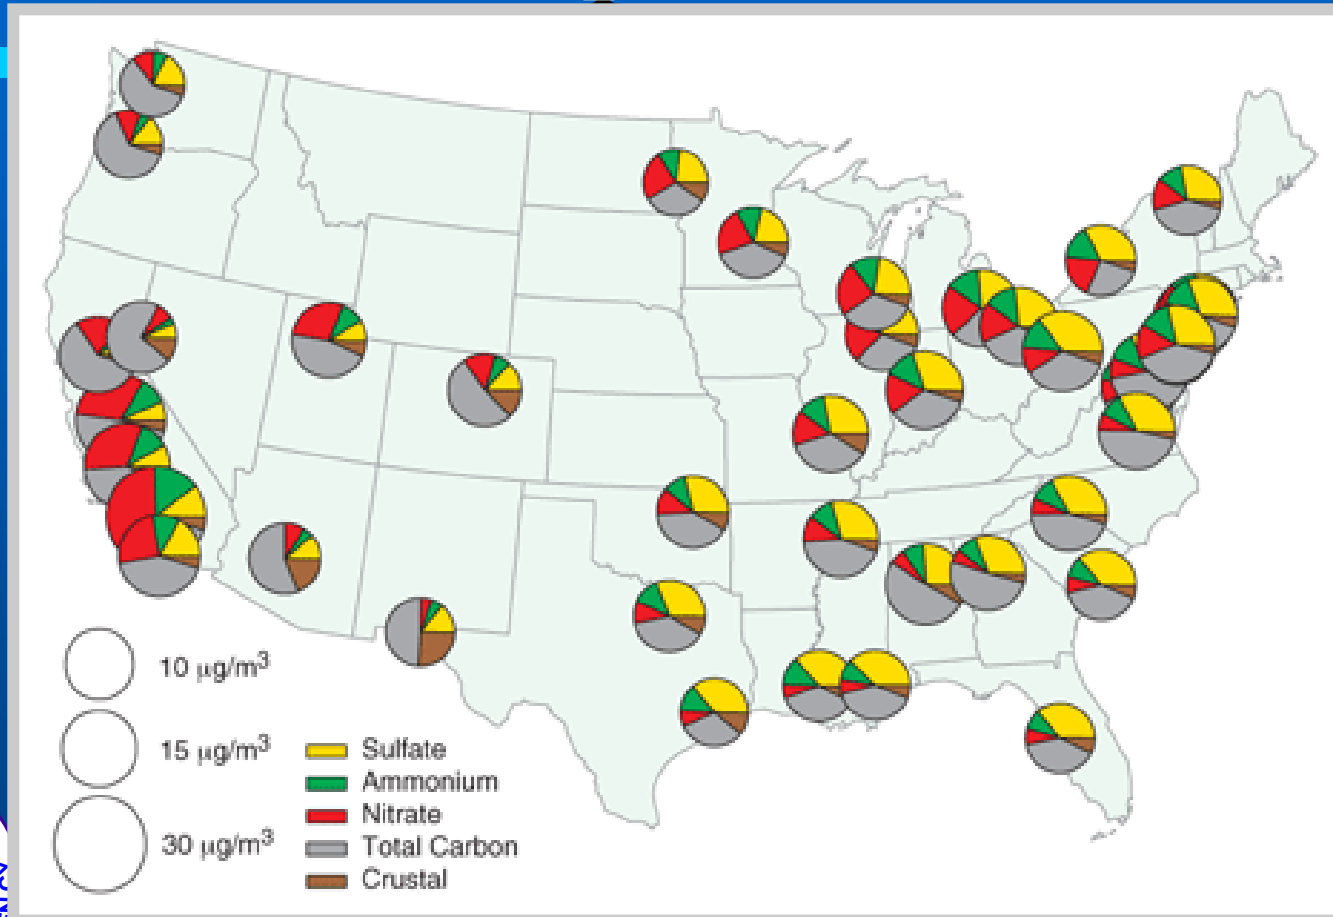 10 μg/m³
15 μg/m³
30 μg/m³
Sulfate
Ammonium
Nitrate
Total Carbon
Crustal